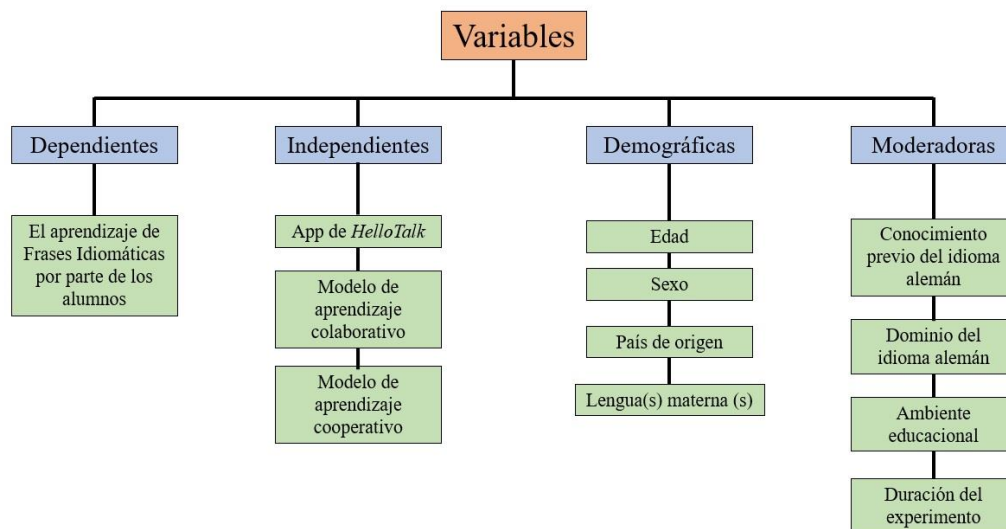 Variables
Dependientes
El aprendizaje de
Frases Idiomáticas
por parte de los
alumnos
Independientes
App de HelloTalk
Modelo de
aprendizaje
colaborativo
Modelo de
aprendizaje
cooperativo
Demográficas
Edad
Sexo
País de origen
Lengua(s) materna (s)
Moderadoras
Conocimiento
previo del idioma
alemán
Dominio del
idioma alemán
Ambiente
educacional
Duración del
experimento